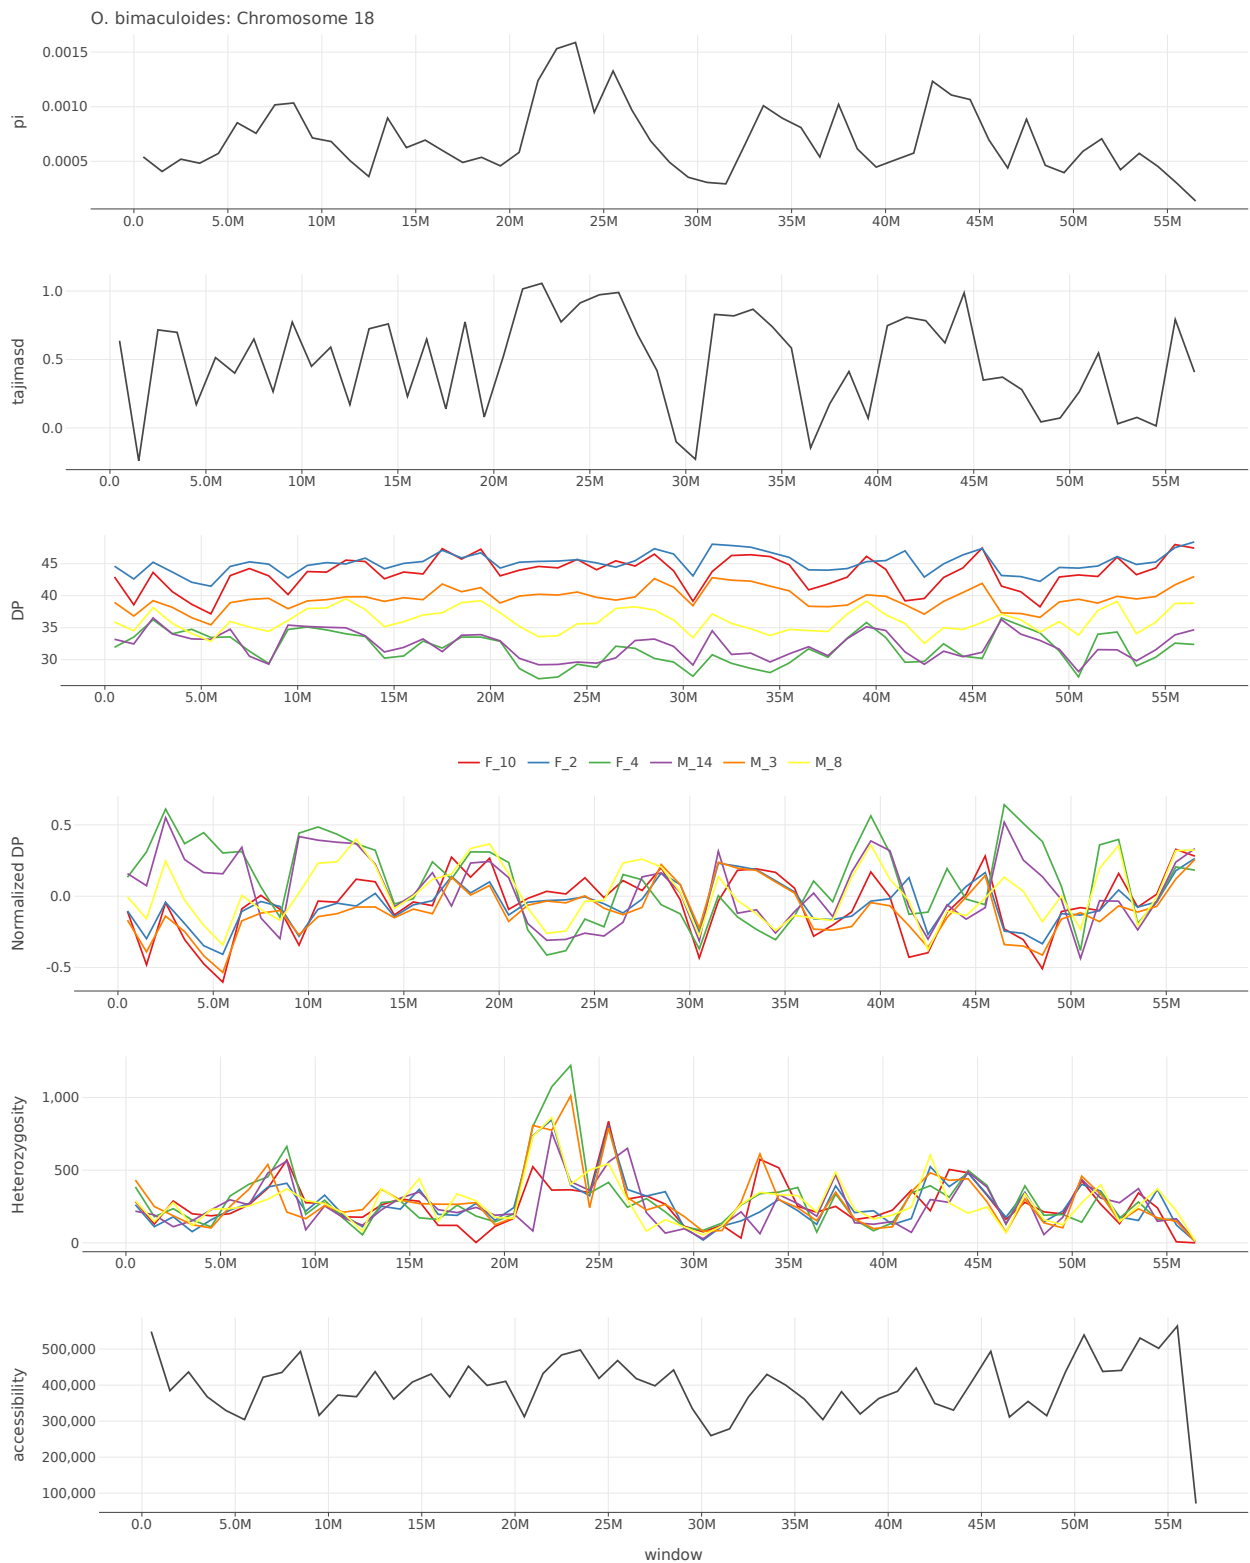 O. bimaculoides: Chromosome 18
pi
0.0015
0.0010
0.0005
0.0 5.0M 10M 15M 20M 25M 30M 35M 40M 45M 50M 55M
tajimasd
1.0
0.5
0.0
0.0 5.0M 10M 15M 20M 25M 30M 35M 40M 45M 50M 55M
DP
45
40
35
30
0.0 5.0M 10M 15M 20M 25M 30M 35M 40M 45M 50M 55M
F_10 F_2 F_4 M_14 M_3 M_8
Normalized DP
0.5
0.0
-0.5
0.0 5.0M 10M 15M 20M 25M 30M 35M 40M 45M 50M 55M
Heterozygosity
1,000
500
0
0.0 5.0M 10M 15M 20M 25M 30M 35M 40M 45M 50M 55M
accessibility
500,000
400,000
300,000
200,000
100,000
0.0 5.0M 10M 15M 20M 25M 30M 35M 40M 45M 50M 55M
window